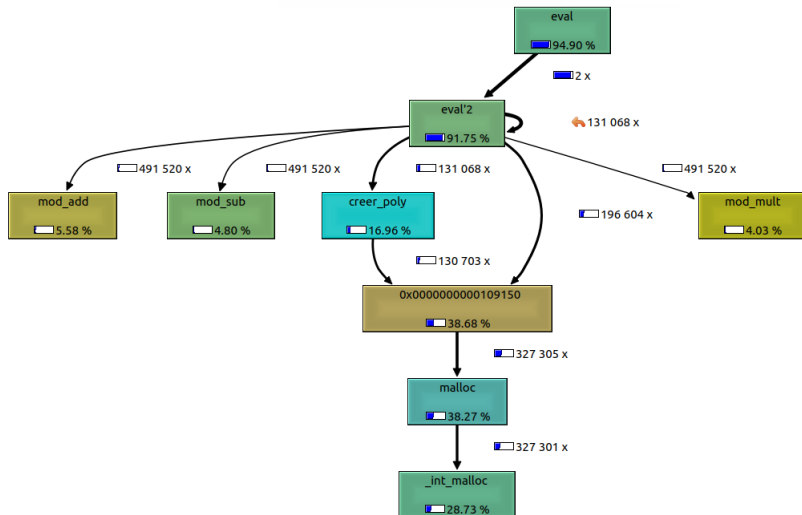 eval
94.90 %
2 x
eval'2
91.75 %
131 068 x
491 520 x
491 520 x
131 068 x
491 520 x
mod_add
5.58 %
mod_sub
4.80 %
creer_poly
16.96 %
196 604 x
mod_mult
4.03 %
130 703 x
0x0000000000109150
38.68 %
327 305 x
malloc
38.27 %
327 301 x
_int_malloc
28.73 %